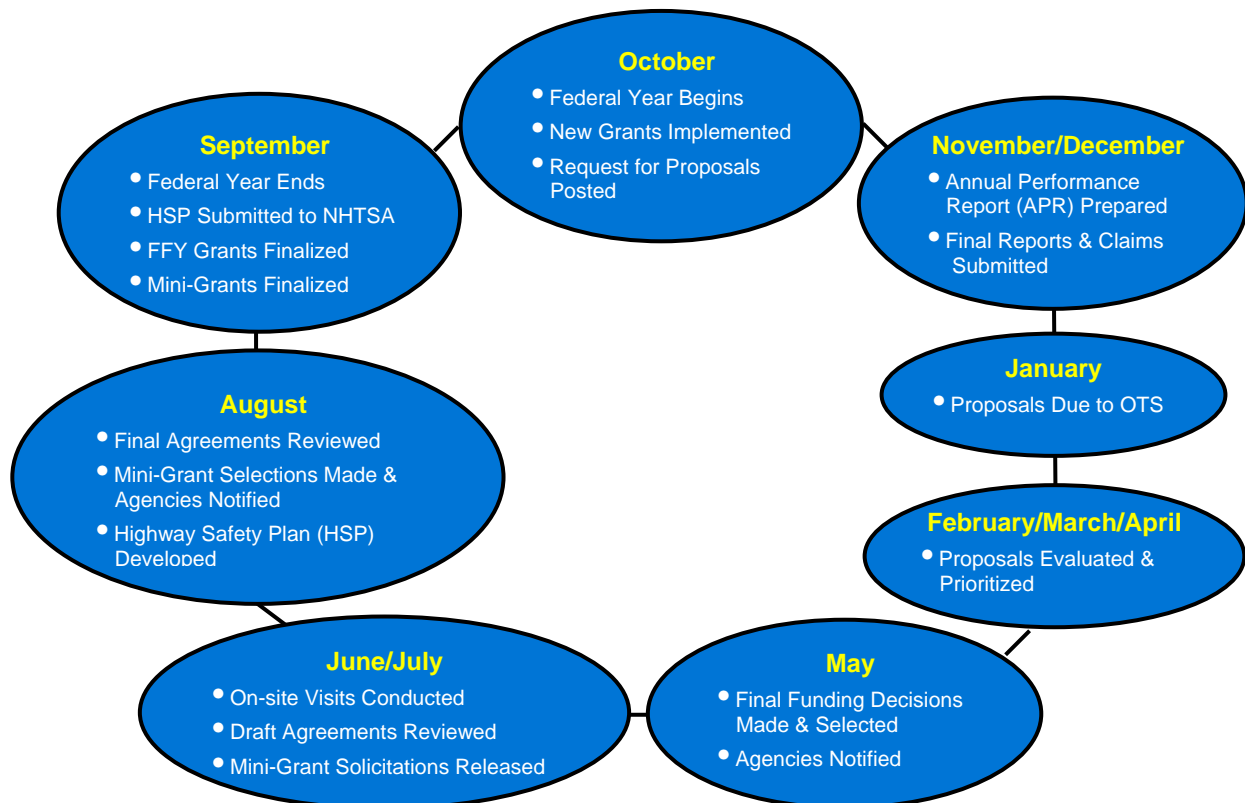 October
• Federal Year Begins
• New Grants Implemented
• Request for Proposals
Posted
November/December
• Annual Performance
Report (APR) Prepared
• Final Reports & Claims
Submitted
January
• Proposals Due to OTS
February/March/April
• Proposals Evaluated &
Prioritized
May
• Final Funding Decisions
Made & Selected
• Agencies Notified
June/July
• On-site Visits Conducted
• Draft Agreements Reviewed
• Mini-Grant Solicitations Released
August
• Final Agreements Reviewed
• Mini-Grant Selections Made &
Agencies Notified
• Highway Safety Plan (HSP)
Developed
September
• Federal Year Ends
• HSP Submitted to NHTSA
• FFY Grants Finalized
• Mini-Grants Finalized